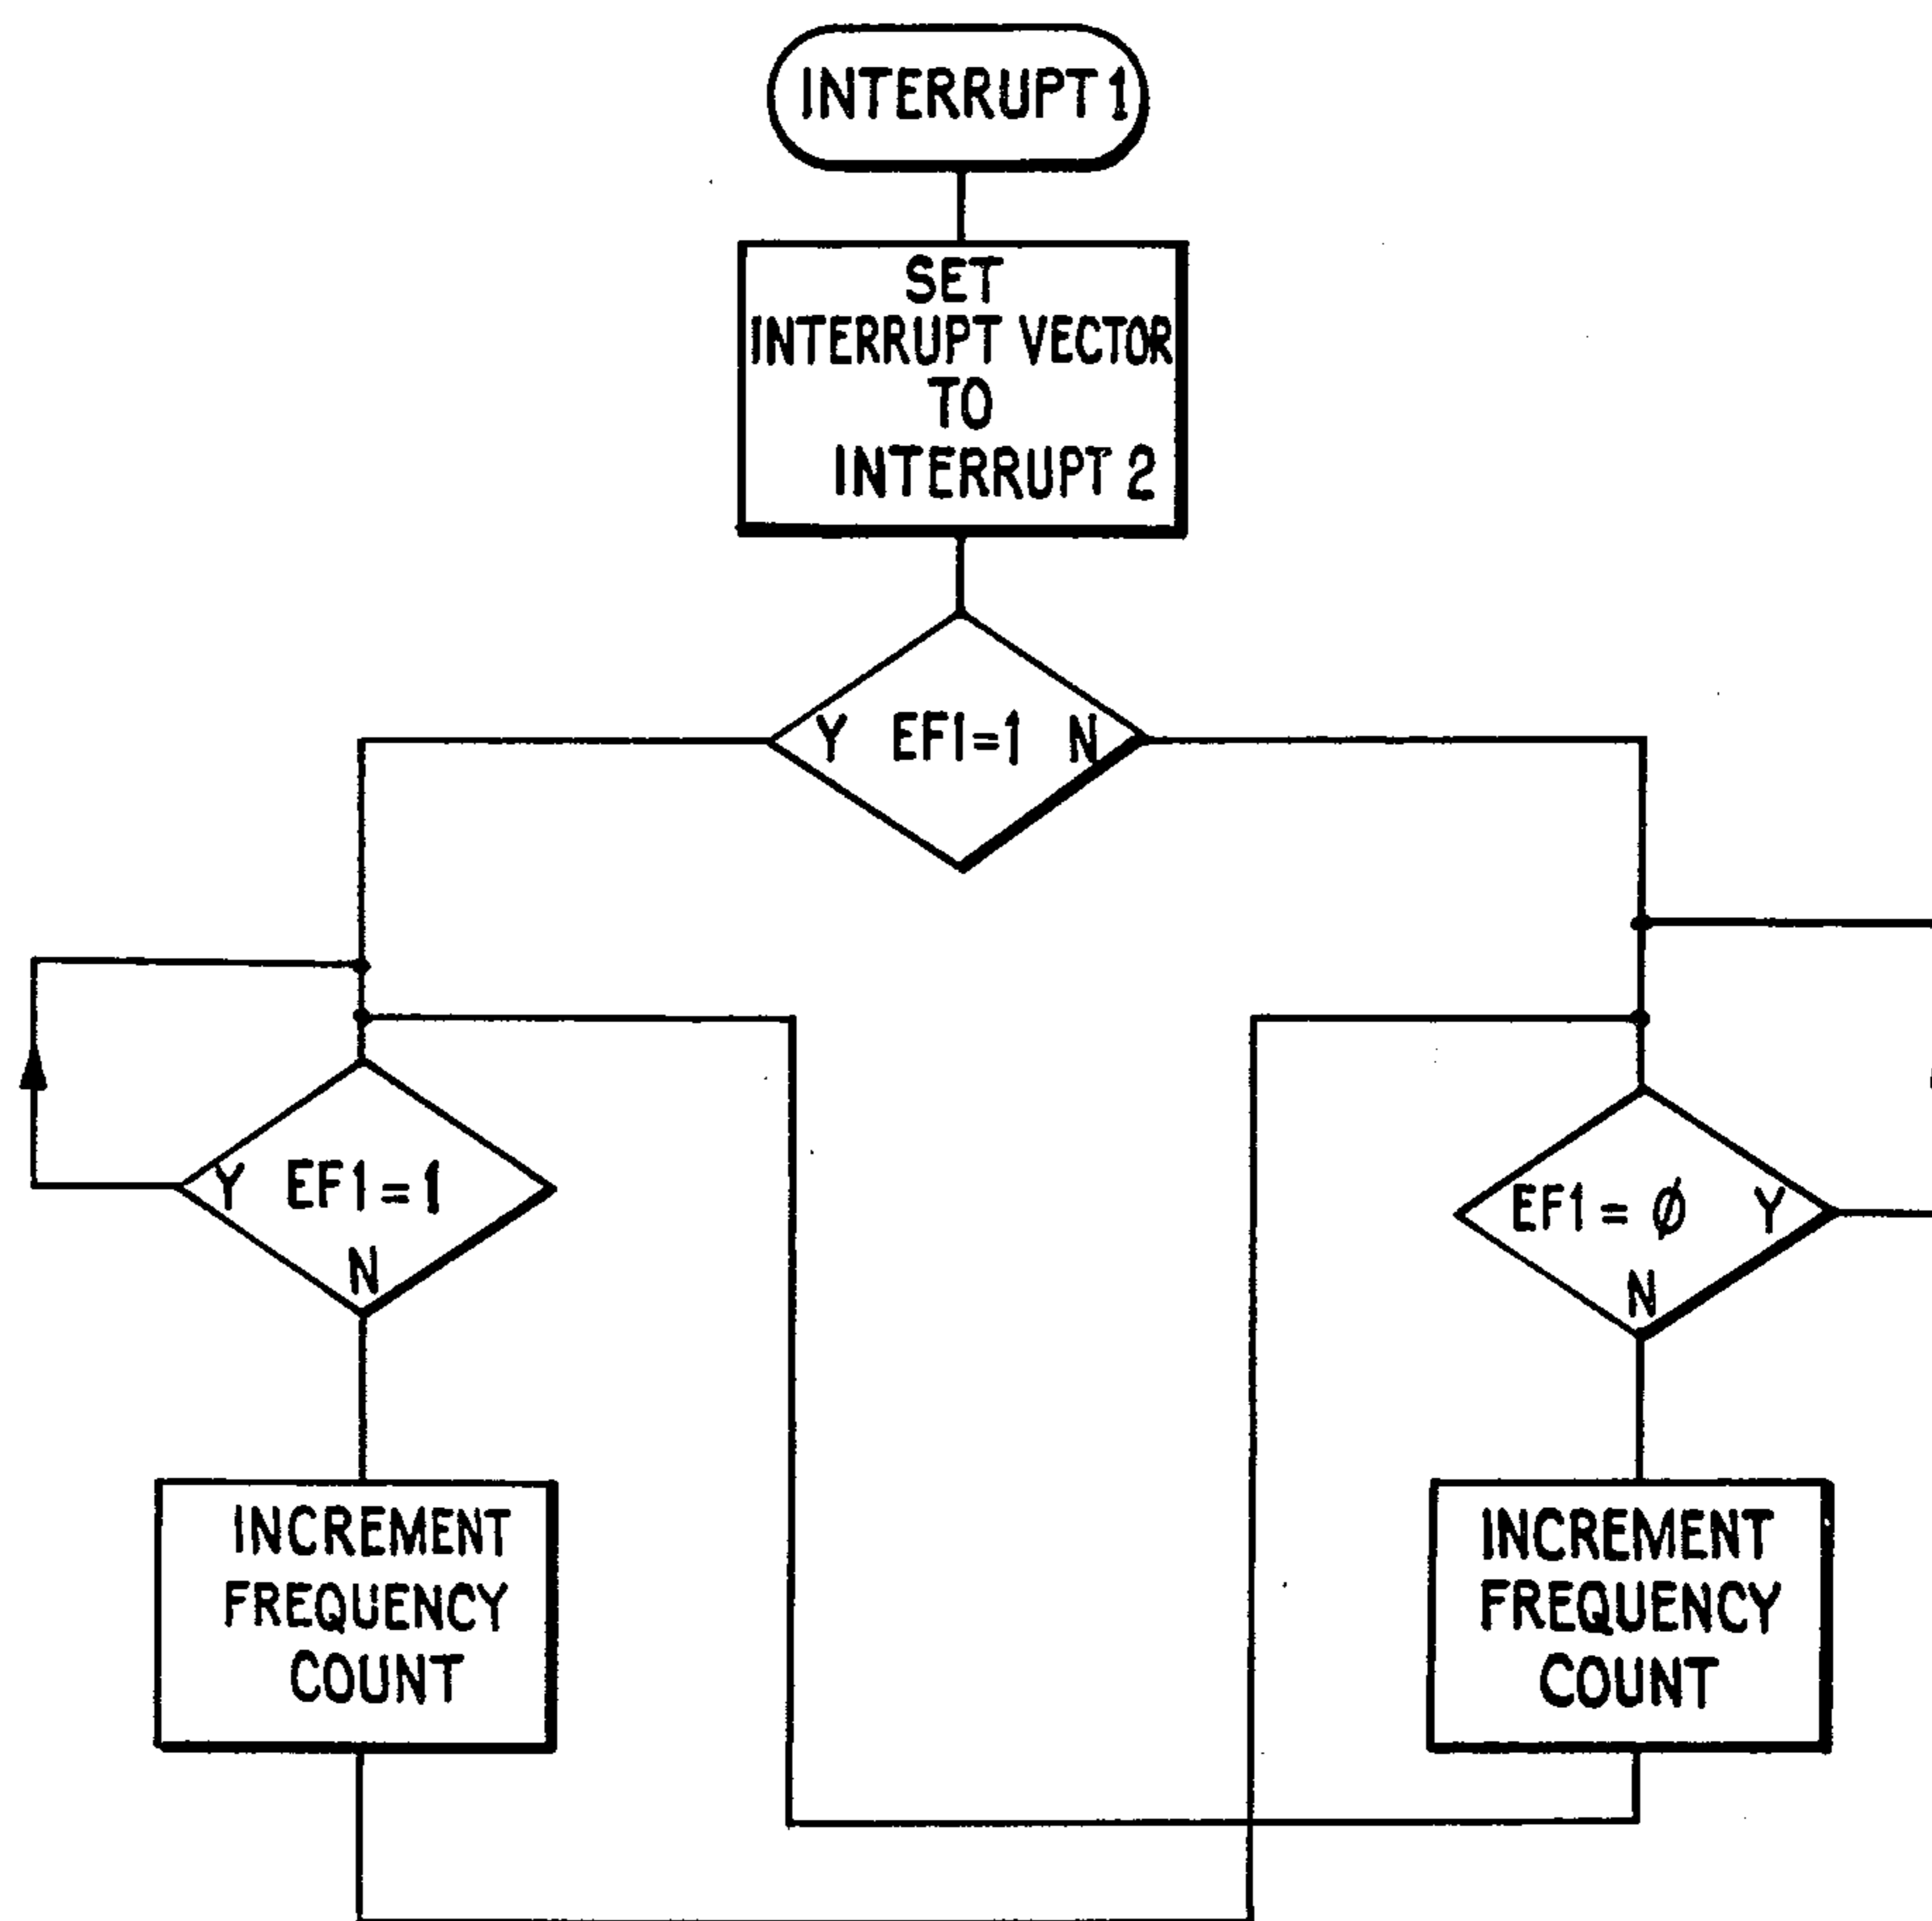 INTERRUPT 1
SET
INTERRUPT VECTOR
TO
INTERRUPT 2
Y EF1=1 N
Y EF1=1
N
EF1=Ø Y
N
INCREMENT
FREQUENCY
COUNT
INCREMENT
FREQUENCY
COUNT